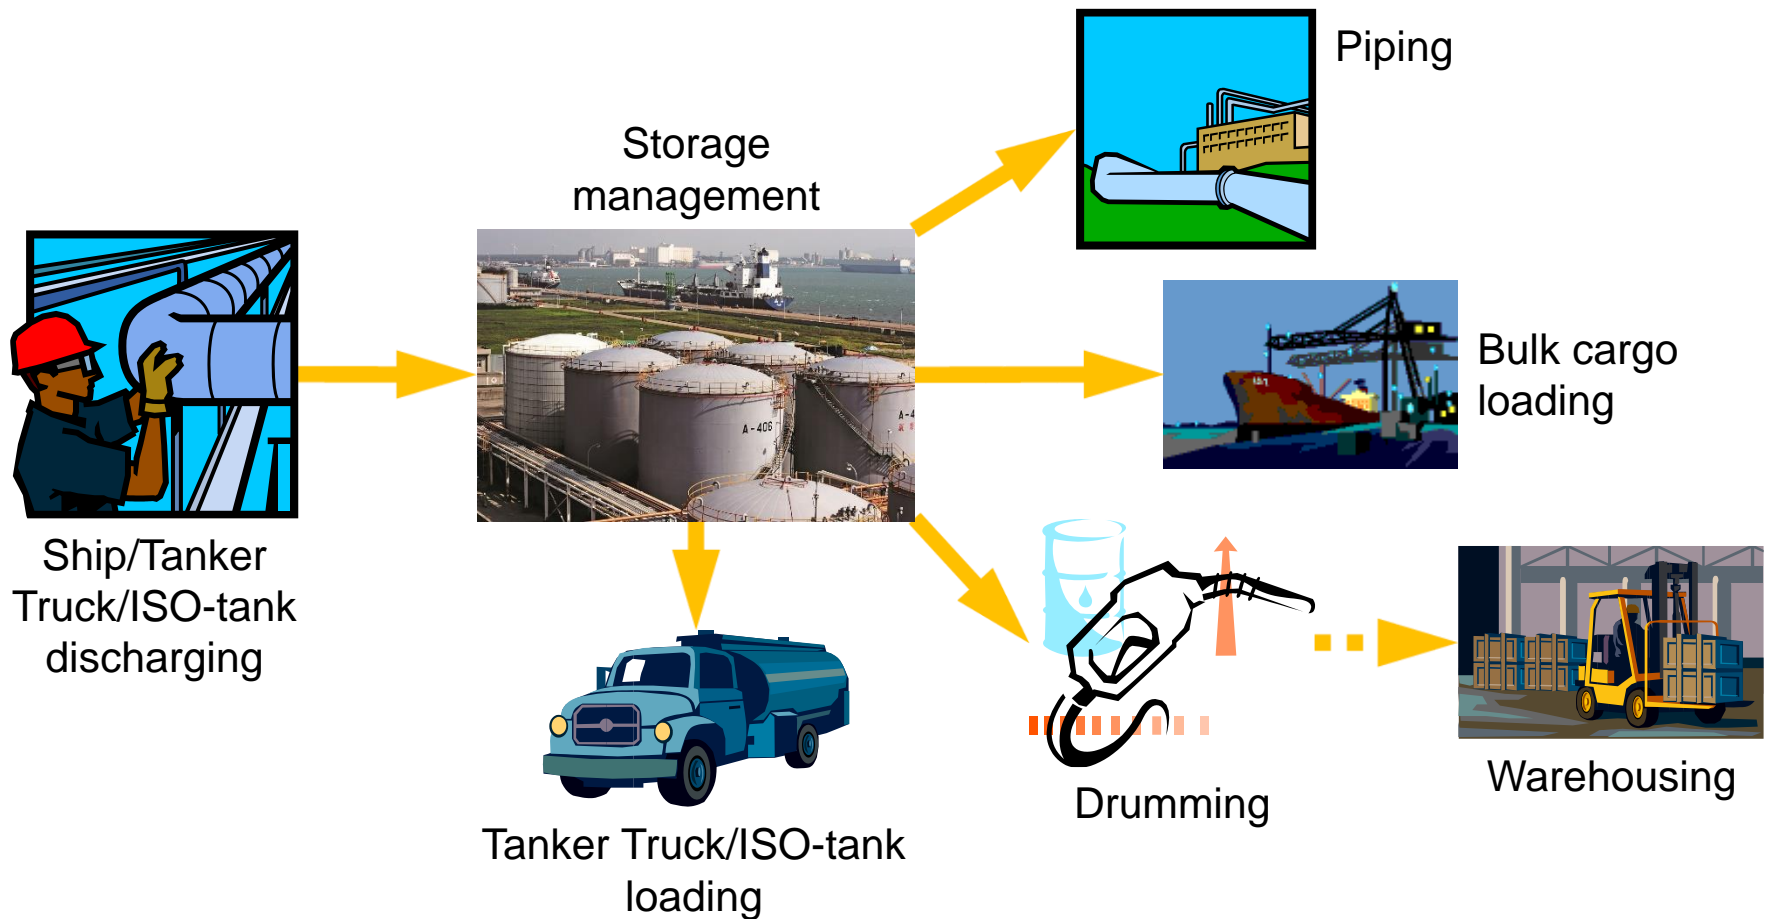 Piping
Storage
management
Bulk cargo
loading
A-406
Ship/Tanker
Truck/ISO-tank
discharging
Warehousing
Drumming
Tanker Truck/ISO-tank
loading